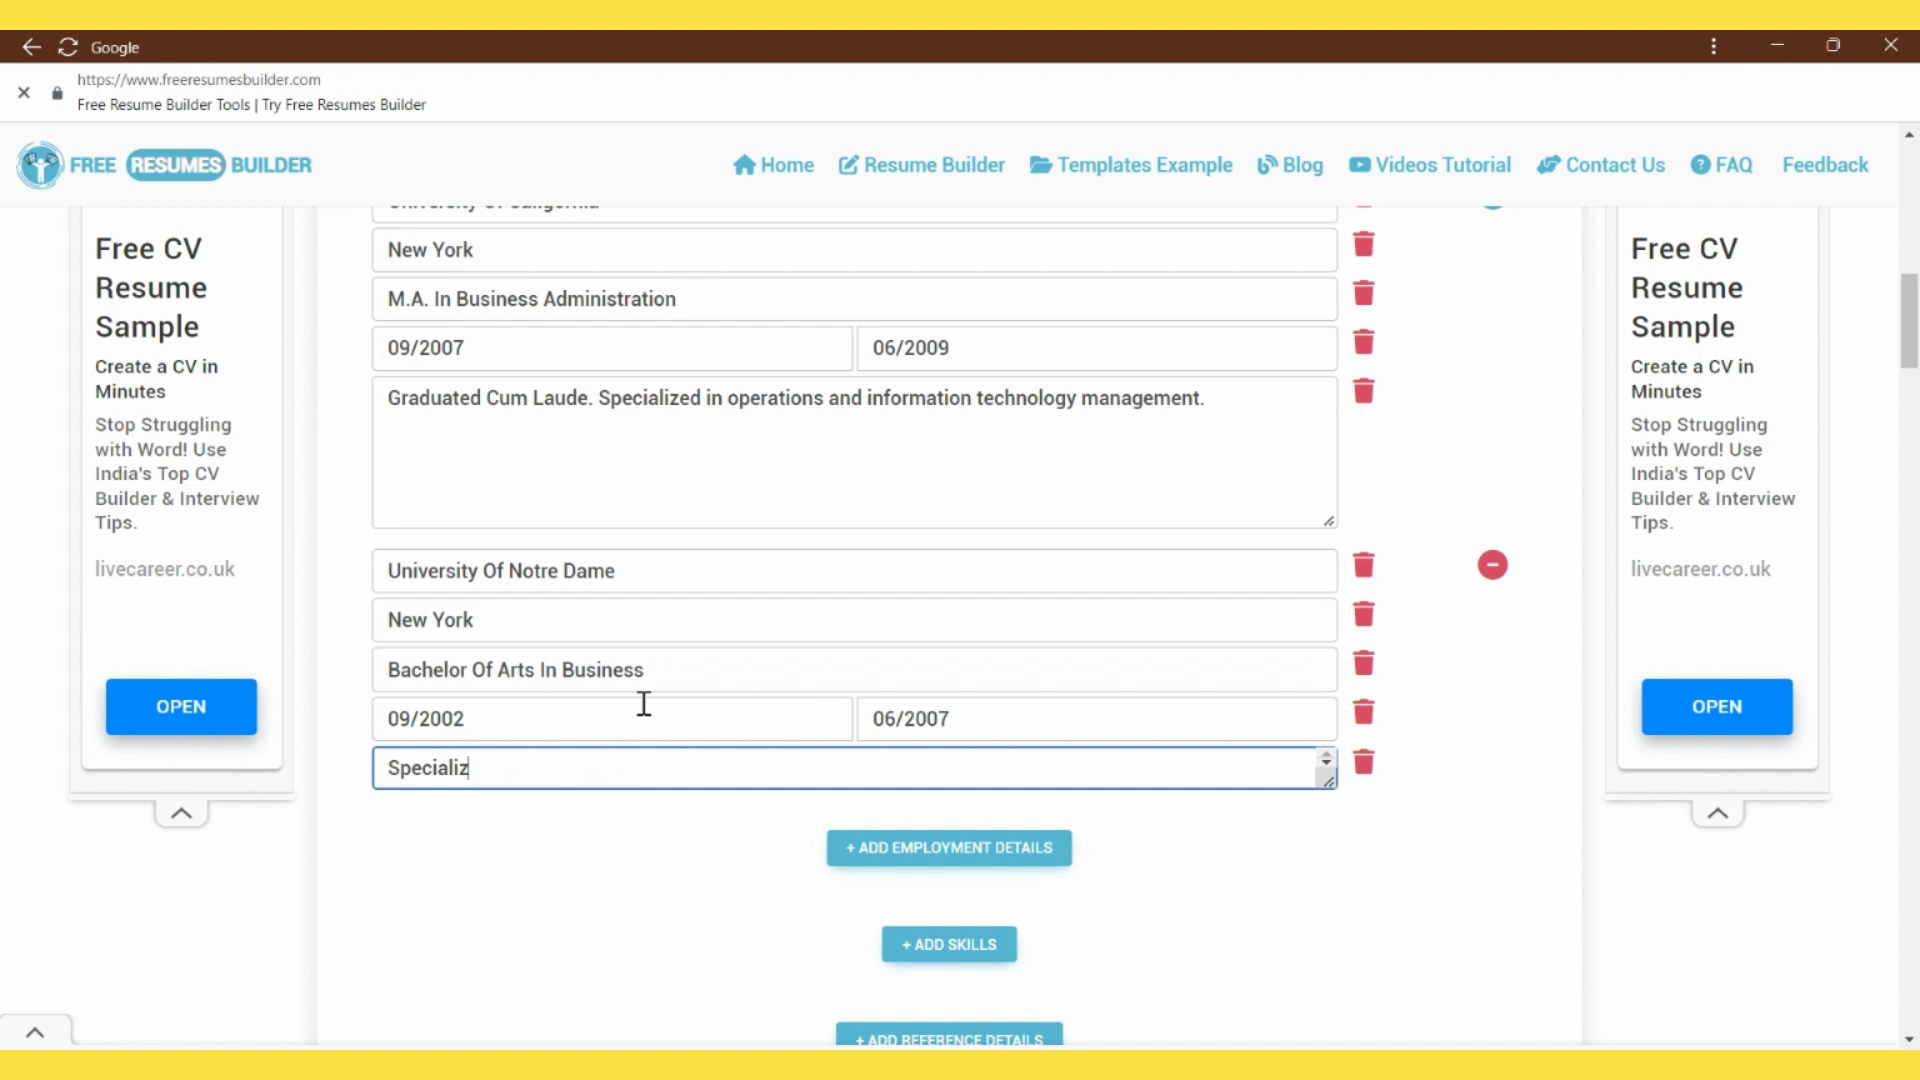 Google
https://www.freeresumesbuilder.com
Free Resume Builder Tools | Try Free Resumes Builder
FREE RESUMES BUILDER
Home Resume Builder Templates Example Blog Videos Tutorial Contact Us FAQ Feedback
Free CV
Resume
Sample
Create a CV in
Minutes
Stop Struggling
with Word! Use
India's Top CV
Builder & Interview
Tips.
livecareer.co.uk
OPEN
New York
M.A. In Business Administration
09/2007 06/2009
Graduated Cum Laude. Specialized in operations and information technology management.
University Of Notre Dame
New York
Bachelor Of Arts In Business
09/2002 06/2007
Specializ
+ ADD EMPLOYMENT DETAILS
+ ADD SKILLS
+ ADD REFERENCE DETAILS
Free CV
Resume
Sample
Create a CV in
Minutes
Stop Struggling
with Word! Use
India's Top CV
Builder & Interview
Tips.
livecareer.co.uk
OPEN